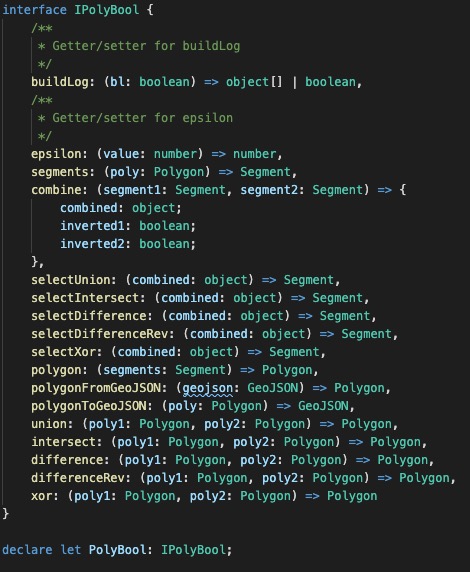 interface IPolyBool {
/**
* Getter/setter for buildLog
*/
buildLog: (bl: boolean) => object[] | boolean,
/**
* Getter/setter for epsilon
*/
epsilon: (value: number) => number,
segments: (poly: Polygon) => Segment,
combine: (segment1: Segment, segment2: Segment) => {
combined: object;
inverted1: boolean;
inverted2: boolean;
},
selectUnion: (combined: object) => Segment,
selectIntersect: (combined: object) => Segment,
selectDifference: (combined: object) => Segment,
selectDifferenceRev: (combined: object) => Segment,
selectXor: (combined: object) => Segment,
polygon: (segments: Segment) => Polygon,
polygonFromGeoJSON: (geojson: GeoJSON) => Polygon,
polygonToGeoJSON: (poly: Polygon) => GeoJSON,
union: (poly1: Polygon, poly2: Polygon) => Polygon,
intersect: (poly1: Polygon, poly2: Polygon) => Polygon,
difference: (poly1: Polygon, poly2: Polygon) => Polygon,
differenceRev: (poly1: Polygon, poly2: Polygon) => Polygon,
xor: (poly1: Polygon, poly2: Polygon) => Polygon
}
declare let PolyBool: IPolyBool;